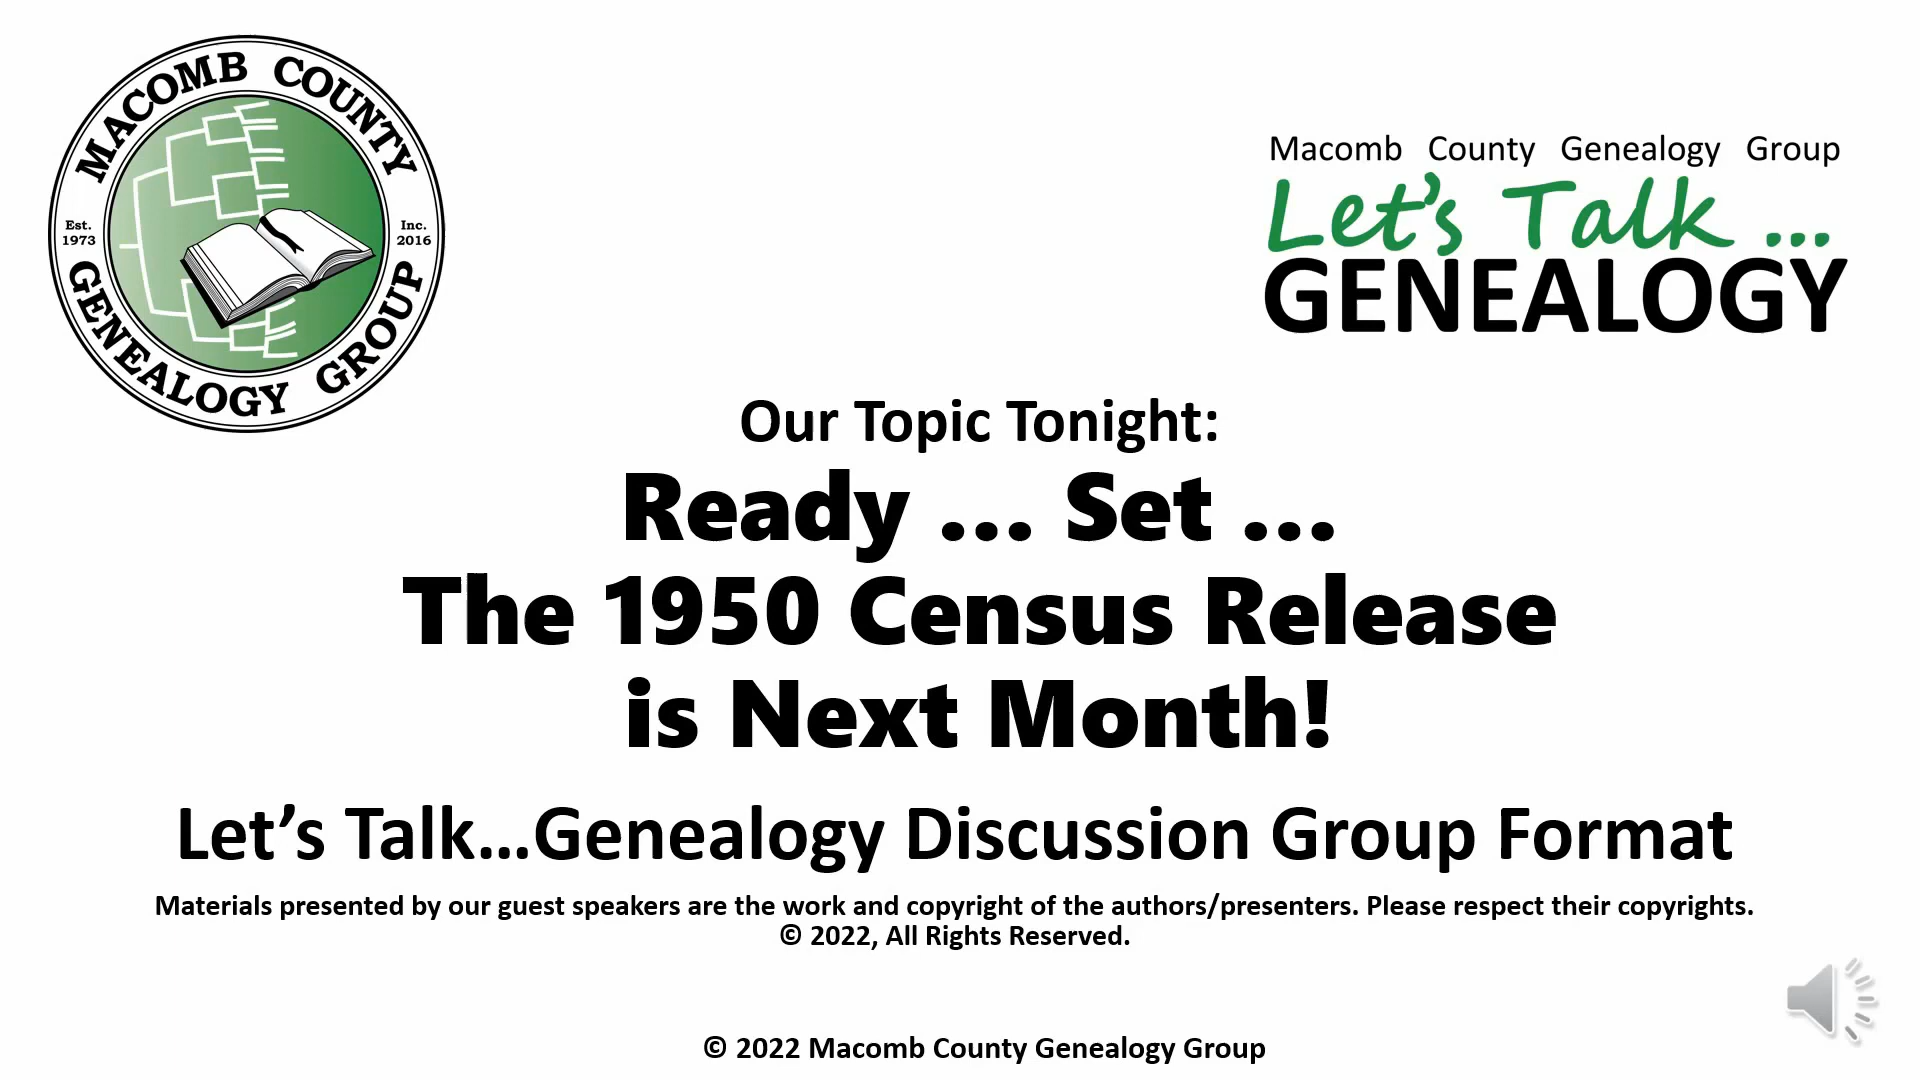 MACOMB COUNTY
Est.
1973
Inc.
2016
GENEALOGY GROUP
Macomb County Genealogy Group
Let's Talk ...
GENEALOGY
Our Topic Tonight:
Ready ... Set ...
The 1950 Census Release
is Next Month!
Let’s Talk...Genealogy Discussion Group Format
Materials presented by our guest speakers are the work and copyright of the authors/presenters. Please respect their copyrights.
© 2022, All Rights Reserved.
© 2022 Macomb County Genealogy Group